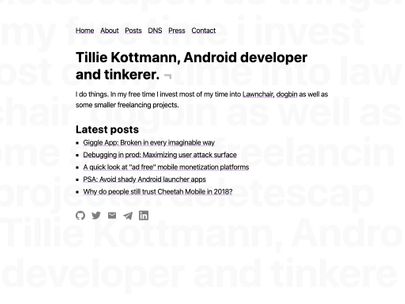 Home About Posts DNS Press Contact
Tillie Kottmann, Android developer
and tinkerer.
I do things. In my free time I invest most of my time into Lawnchair, dogbin as well as
some smaller freelancing projects.
Latest posts
Giggle App: Broken in every imaginable way
Debugging in prod: Maximizing user attack surface
A quick look at "ad free" mobile monetization platforms
PSA: Avoid shady Android launcher apps
Why do people still trust Cheetah Mobile in 2018?